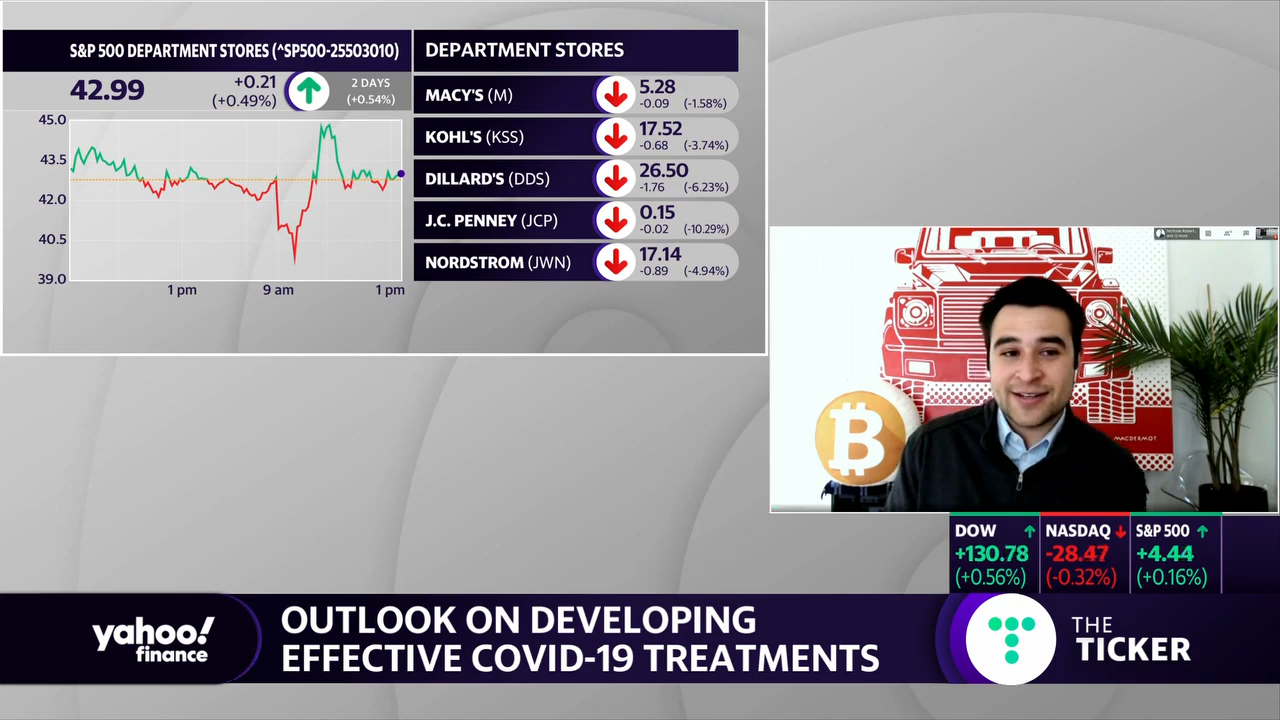 S&P 500 DEPARTMENT STORES (^SP500-25503010)
42.99
+0.21
(+0.49%)
2 DAYS
(+0.54%)
45.0
43.5
42.0
40.5
39.0
1 pm
9 am
1 pm
DEPARTMENT STORES
MACY'S (M)
5.28
-0.09 (-1.58%)
KOHL'S (KSS)
17.52
-0.68 (-3.74%)
DILLARD'S (DDS)
26.50
-1.76 (-6.23%)
J.C. PENNEY (JCP)
0.15
-0.02 (-10.29%)
NORDSTROM (JWN)
17.14
-0.89 (-4.94%)
MACDERMOT
DOW
+130.78
(+0.56%)
NASDAQ
-28.47
(-0.32%)
S&P 500
+4.44
(+0.16%)
yahoo!
finance
OUTLOOK ON DEVELOPING
EFFECTIVE COVID-19 TREATMENTS
THE
TICKER